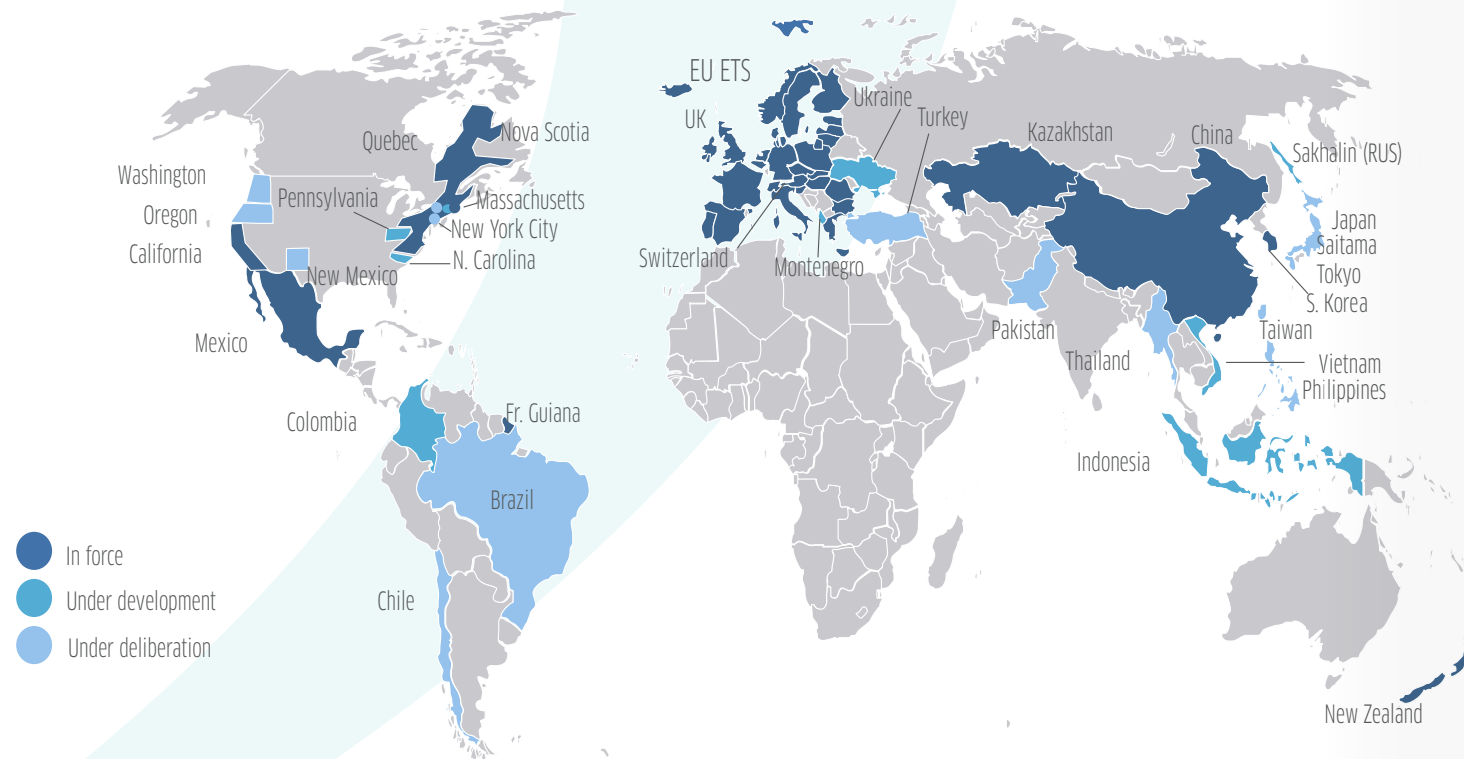 EU ETS
Ukraine
Turkey
UK
Quebec
Nova Scotia
Kazakhstan
China
Sakhalin (RUS)
Washington
Pennsylvania
Massachusetts
Oregon
New York City
Japan
California
N. Carolina
Saitama
Switzerland
Montenegro
New Mexico
Tokyo
S. Korea
Mexico
Pakistan
Taiwan
Thailand
Vietnam
Philippines
Colombia
Fr. Guiana
Indonesia
Brazil
In force
Under development
Chile
Under deliberation
New Zealand